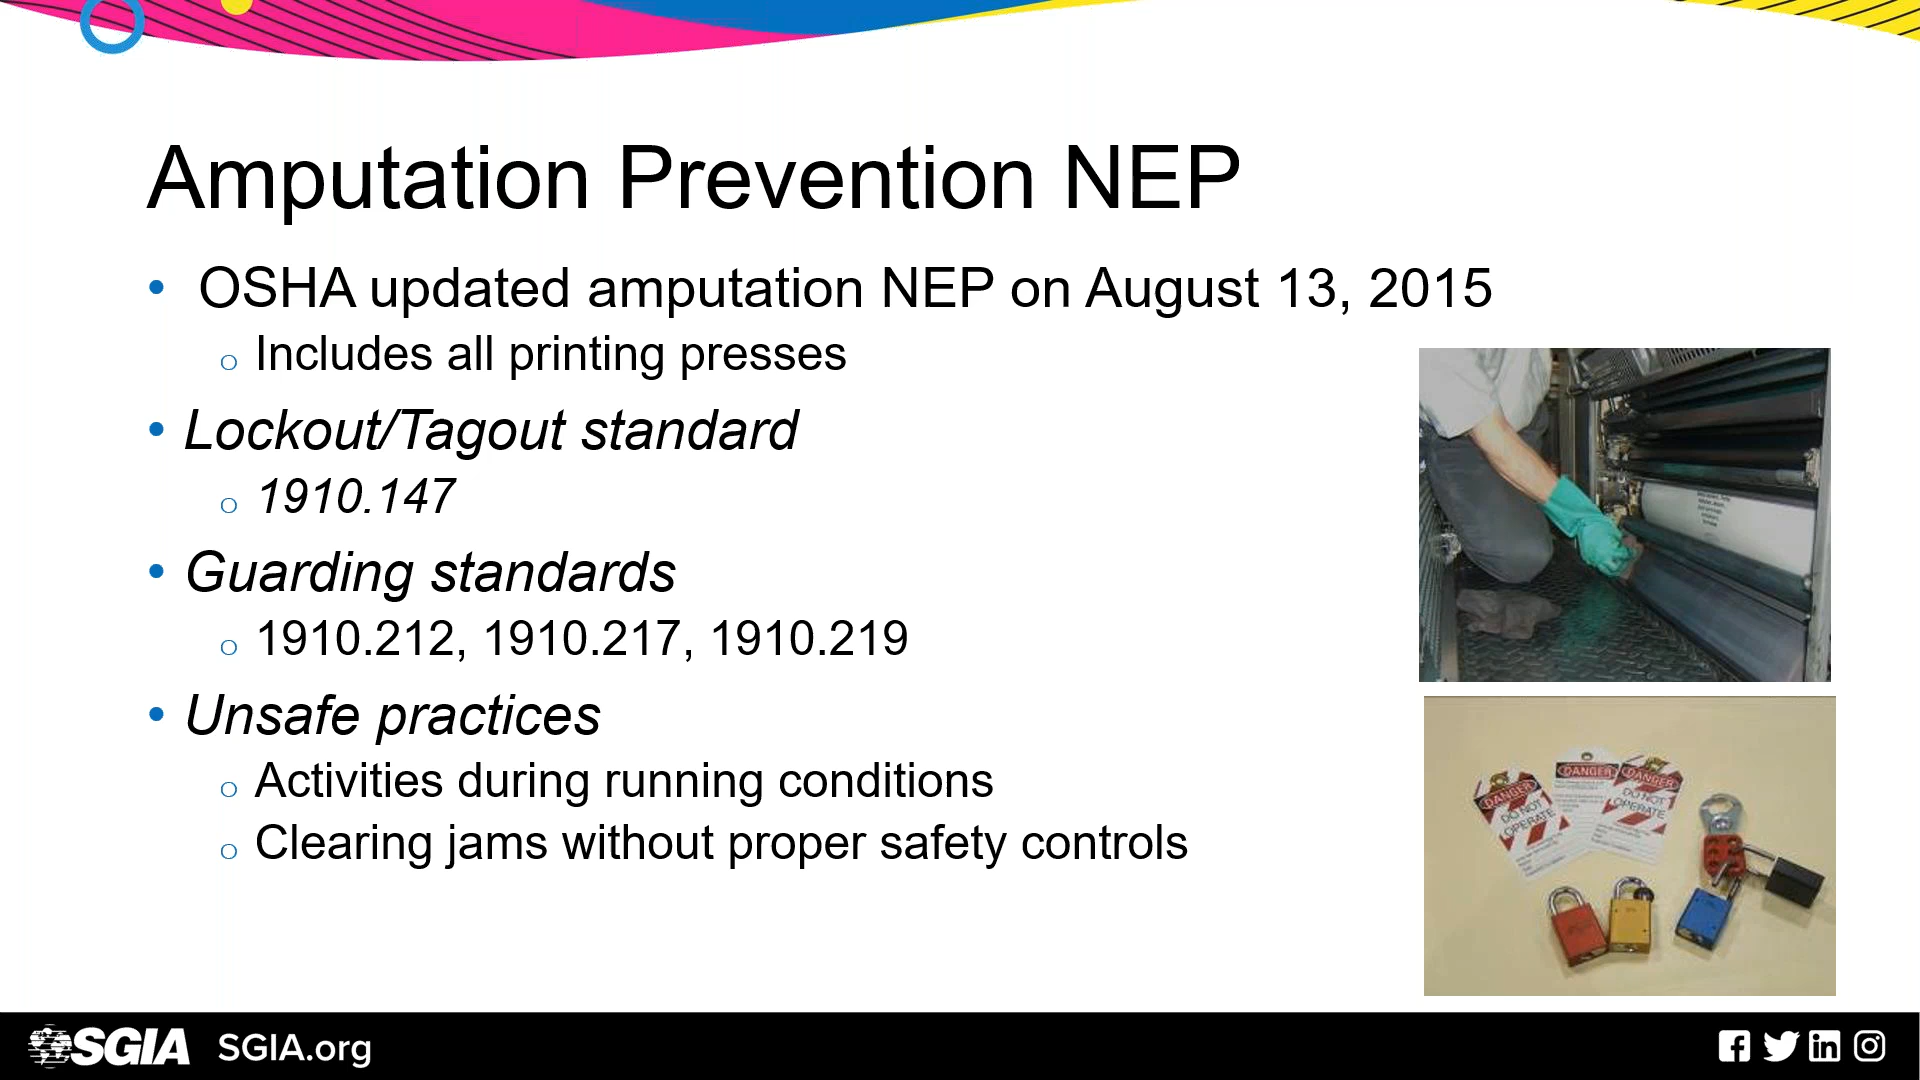 Amputation Prevention NEP
• OSHA updated amputation NEP on August 13, 2015
o Includes all printing presses
• Lockout/Tagout standard
o 1910.147
• Guarding standards
o 1910.212, 1910.217, 1910.219
• Unsafe practices
o Activities during running conditions
o Clearing jams without proper safety controls
DANGER
DO NOT
OPERATE
DANGER
DANGER
DO NOT
OPERATE
SGIA
SGIA.org